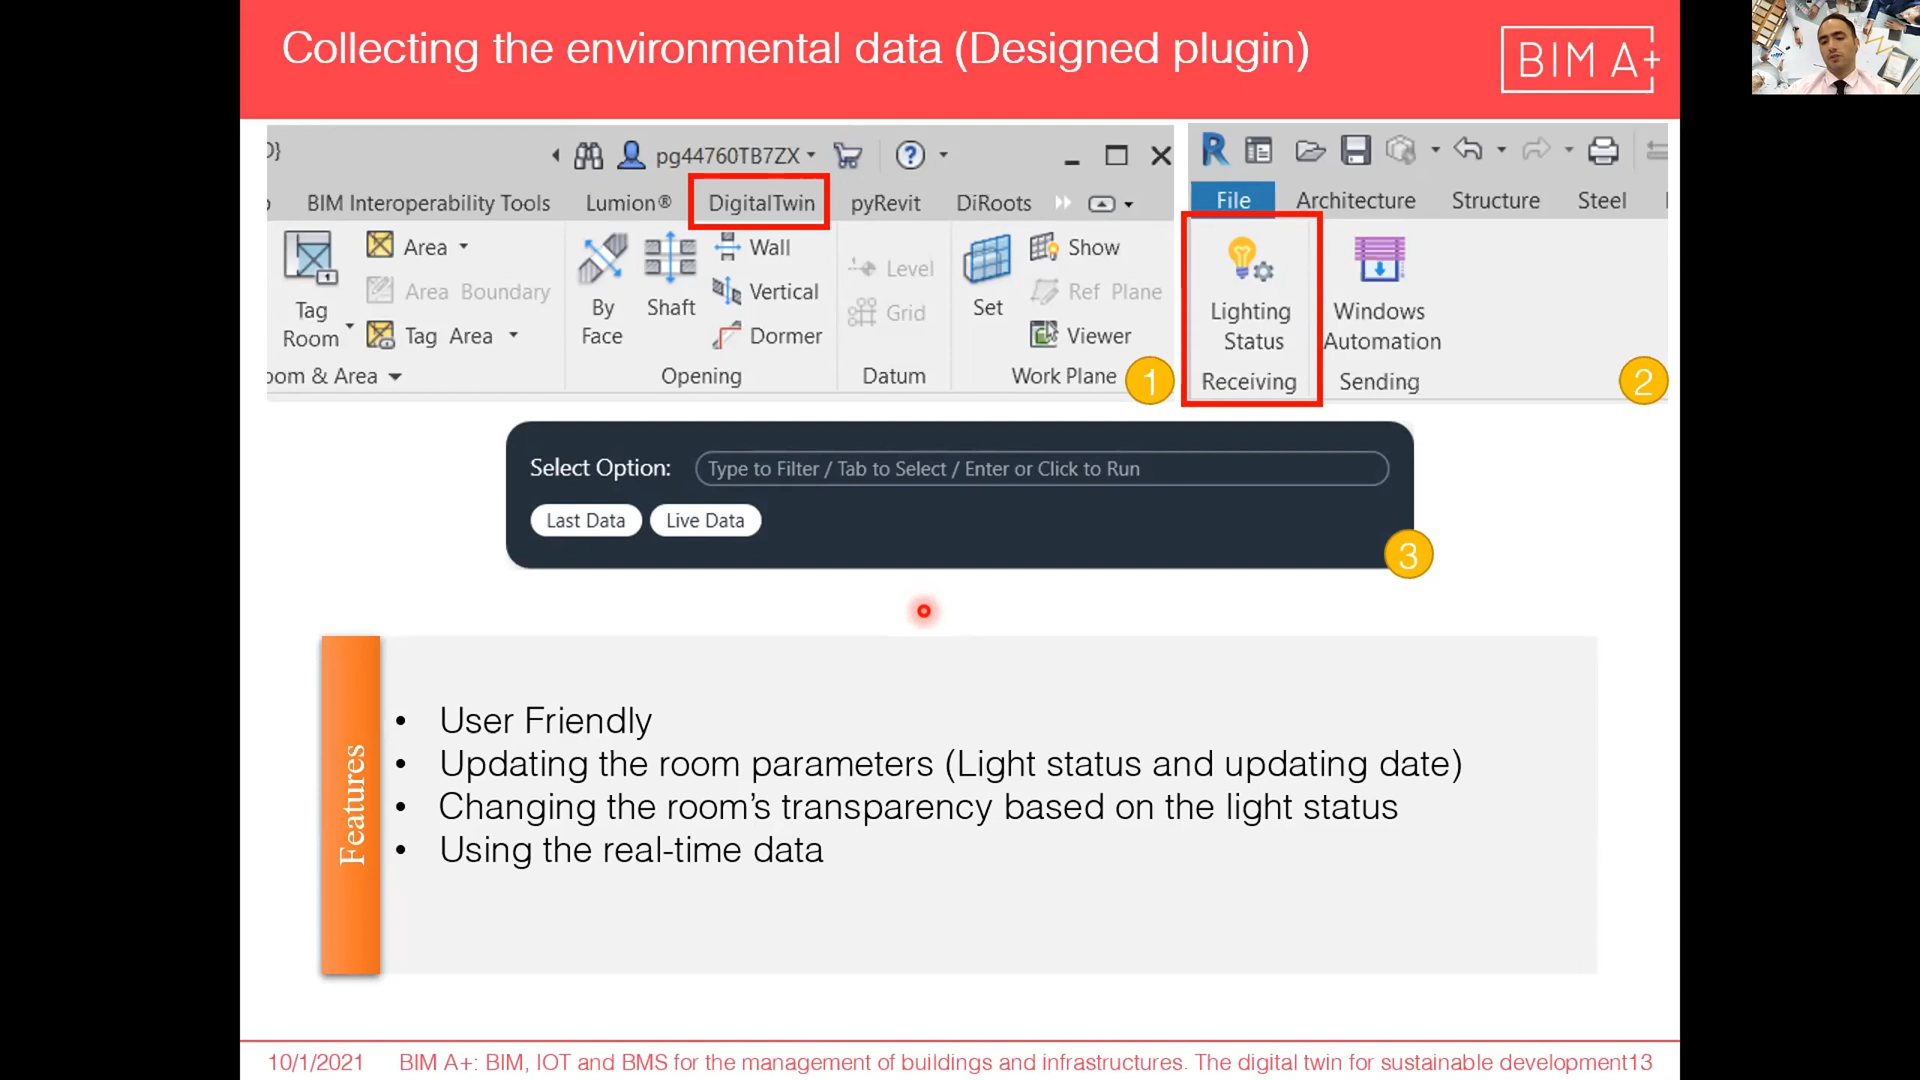 Collecting the environmental data (Designed plugin)
BIM A+
D}
pg44760TB7ZX
BIM Interoperability Tools Lumion® DigitalTwin pyRevit DiRoots
File Architecture Structure Steel
Tag Room
Area
Area Boundary
Tag Area
oom & Area
By Face
Shaft
Wall
Vertical
Dormer
Opening
Level
Grid
Datum
Set
Show
Ref Plane
Viewer
Work Plane
1
Lighting Status
Receiving
Windows Automation
Sending
2
Select Option: Type to Filter / Tab to Select / Enter or Click to Run
Last Data Live Data
3
Features
• User Friendly
• Updating the room parameters (Light status and updating date)
• Changing the room’s transparency based on the light status
• Using the real-time data
10/1/2021 BIM A+: BIM, IOT and BMS for the management of buildings and infrastructures. The digital twin for sustainable development13